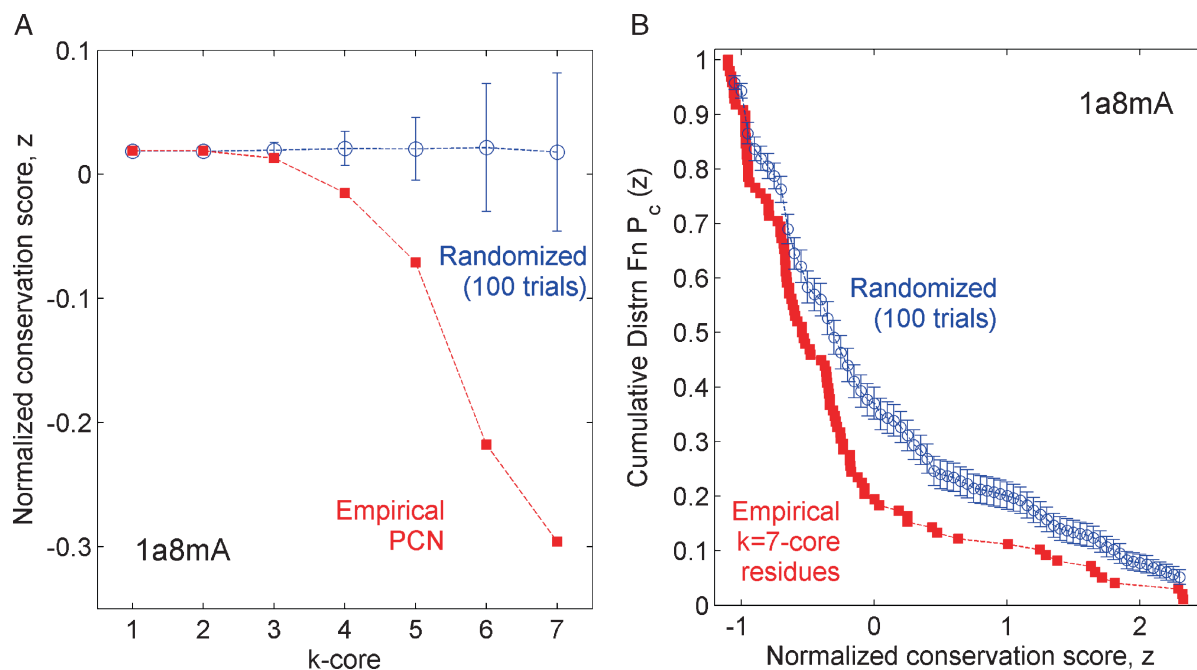 A
Normalized conservation score, z
0.1
0
-0.1
-0.2
-0.3
Randomized
(100 trials)
Empirical
PCN
1a8mA
1
2
3
4
5
6
7
k-core
B
Cumulative Distrn Fn P_c (z)
1
0.9
0.8
0.7
0.6
0.5
0.4
0.3
0.2
0.1
0
1a8mA
Randomized
(100 trials)
Empirical
k=7-core
residues
-1
0
1
2
Normalized conservation score, z